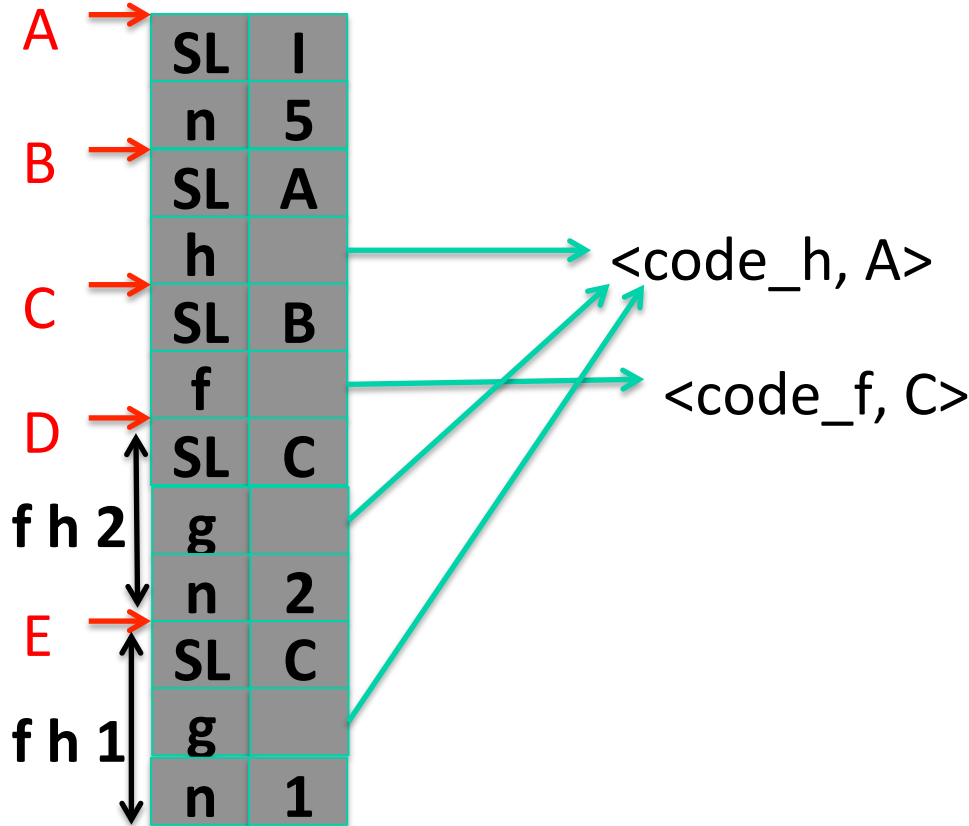 A
SL I
n 5
B
SL A
h
<code_h, A>
C
SL B
f
<code_f, C>
D
SL C
f h 2
g
n 2
E
SL C
f h 1
g
n 1